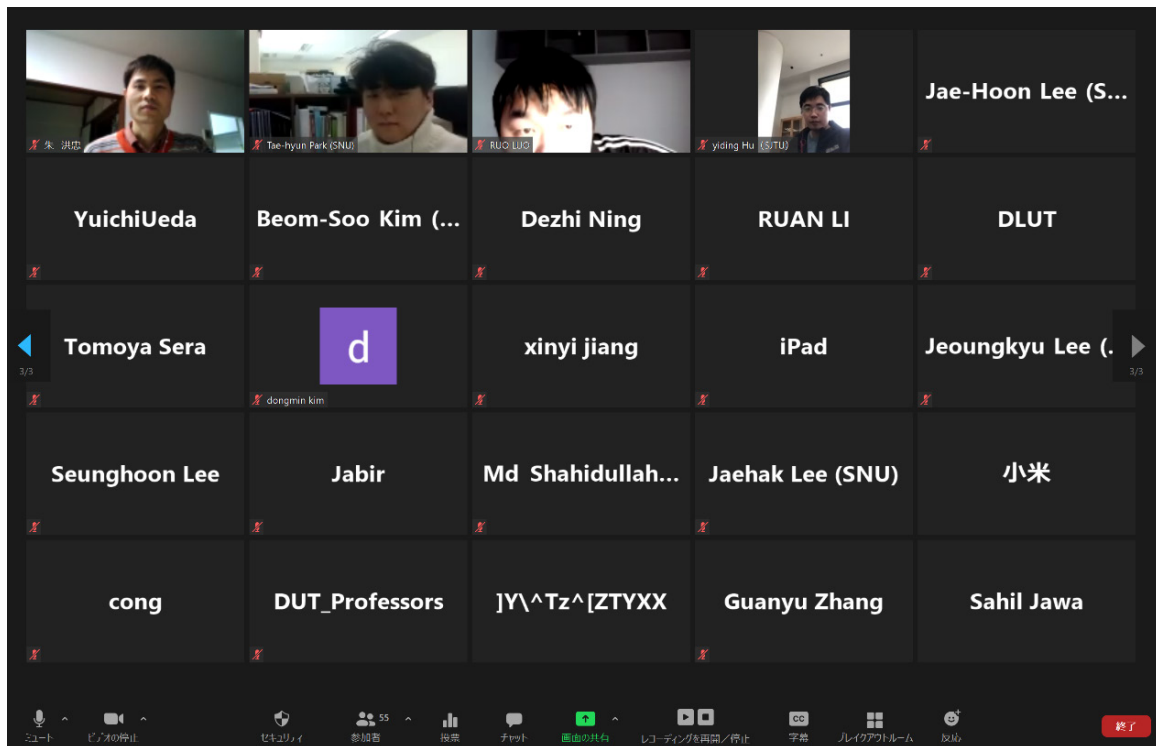 朱 洪忠
Tae-hyun Park (SNU)
RUO LUO
yiding Hu (SJTU)
Jae-Hoon Lee (S...
YuichiUeda
Beom-Soo Kim (...
Dezhi Ning
RUAN LI
DLUT
Tomoya Sera
d
dongmin kim
xinyi jiang
iPad
Jeoungkyu Lee (.
3/3
3/3
Seunghoon Lee
Jabir
Md Shahidullah...
Jaehak Lee (SNU)
小米
cong
DUT_Professors
]Y\^Tz^[ZTYXX
Guanyu Zhang
Sahil Jawa
ミュート
ビデオの停止
セキュリティ
55
参加者
投票
チャット
画面の共有
レコーディングを再開／停止
CC
字幕
ブレイクアウトルーム
反応
終了